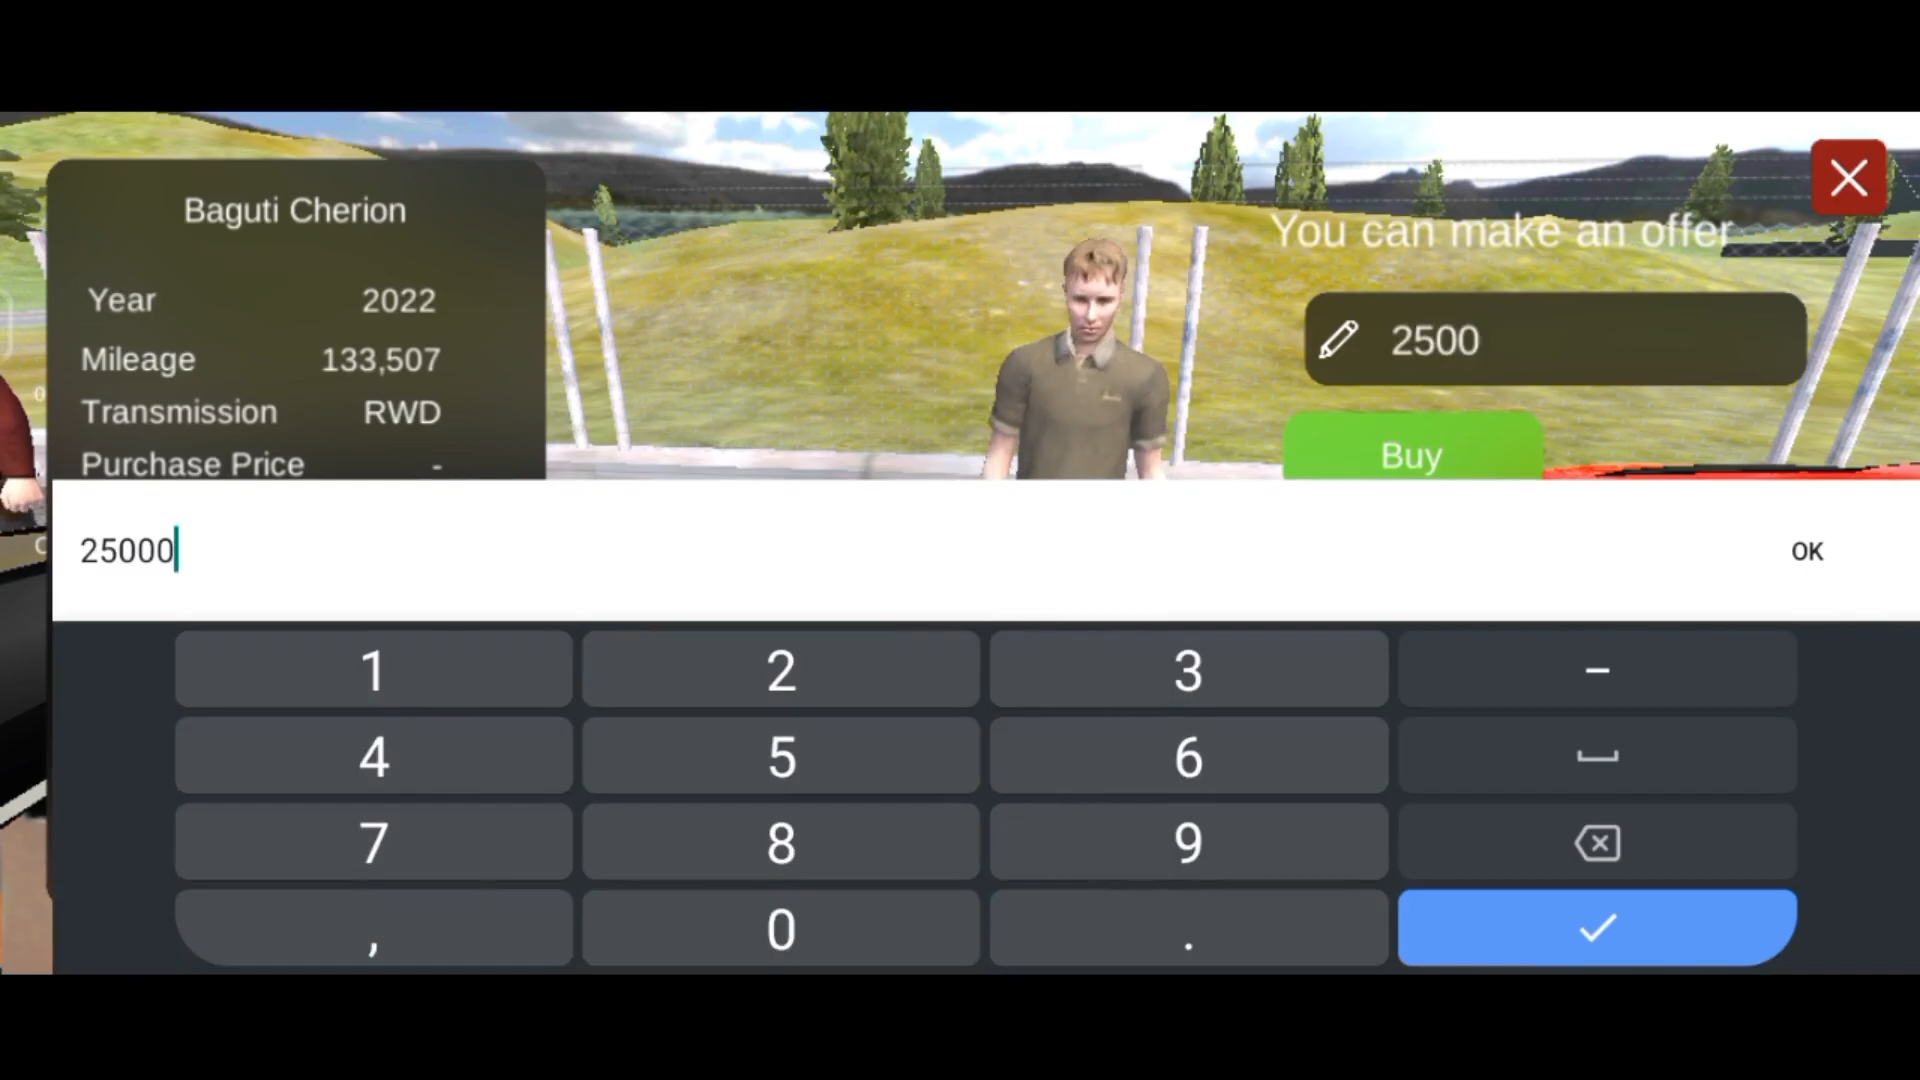 Baguti Cherion
Year 2022
Mileage 133,507
Transmission RWD
Purchase Price -
You can make an offer
2500
Buy
25000
OK
1 2 3 –
4 5 6
7 8 9
, 0 .